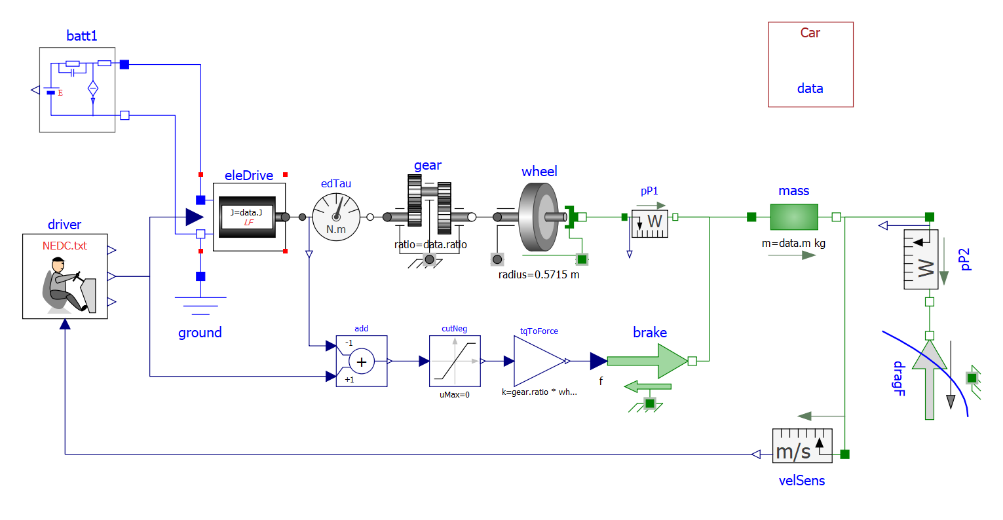 batt1
E
Car
data
eleDrive
J=data.J
LF
edTau
N.m
gear
ratio=data.ratio
wheel
radius=0.5715 m
pP1
W
mass
m=data.m kg
W
pP2
driver
NEDC.txt
ground
add
-1
+
+1
cutNeg
uMax=0
tqToForce
k=gear.ratio * wh...
brake
f
dragF
m/s
velSens